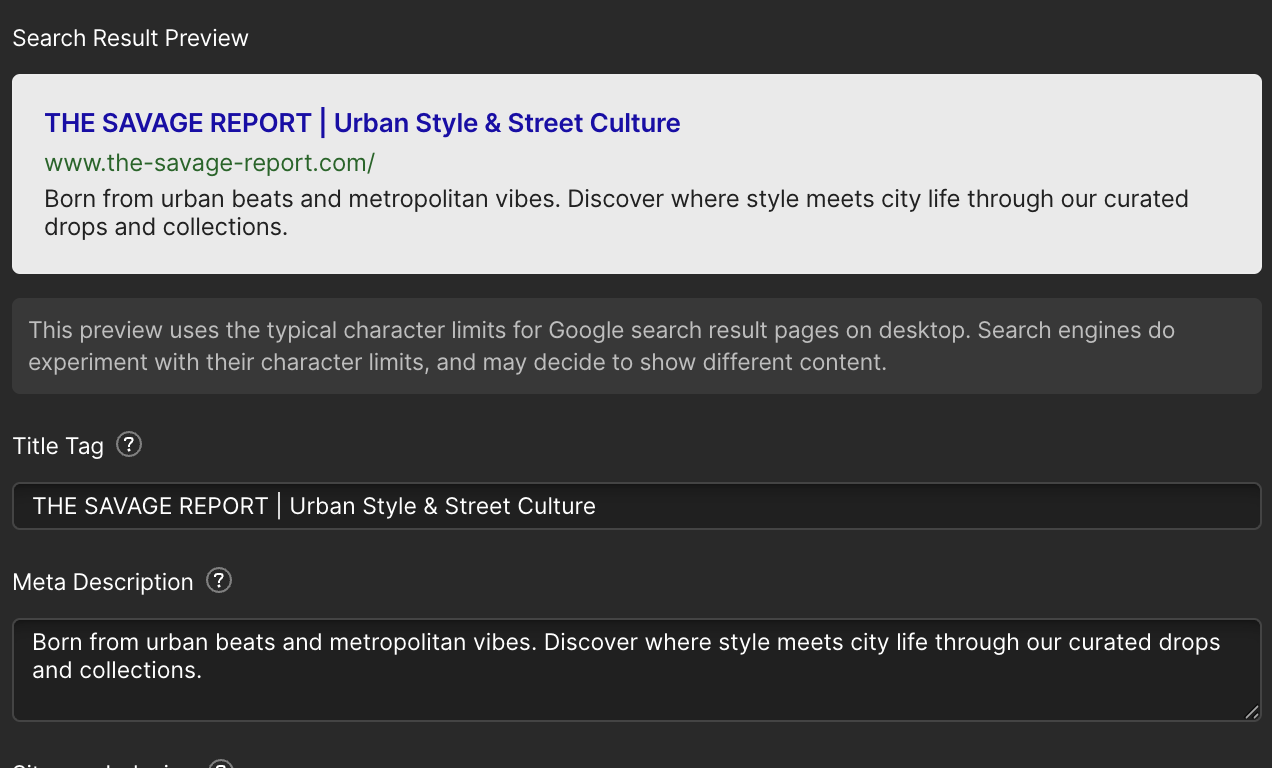 Search Result Preview
THE SAVAGE REPORT | Urban Style & Street Culture
www.the-savage-report.com/
Born from urban beats and metropolitan vibes. Discover where style meets city life through our curated
drops and collections.
This preview uses the typical character limits for Google search result pages on desktop. Search engines do
experiment with their character limits, and may decide to show different content.
Title Tag ?
THE SAVAGE REPORT | Urban Style & Street Culture
Meta Description ?
Born from urban beats and metropolitan vibes. Discover where style meets city life through our curated drops
and collections.